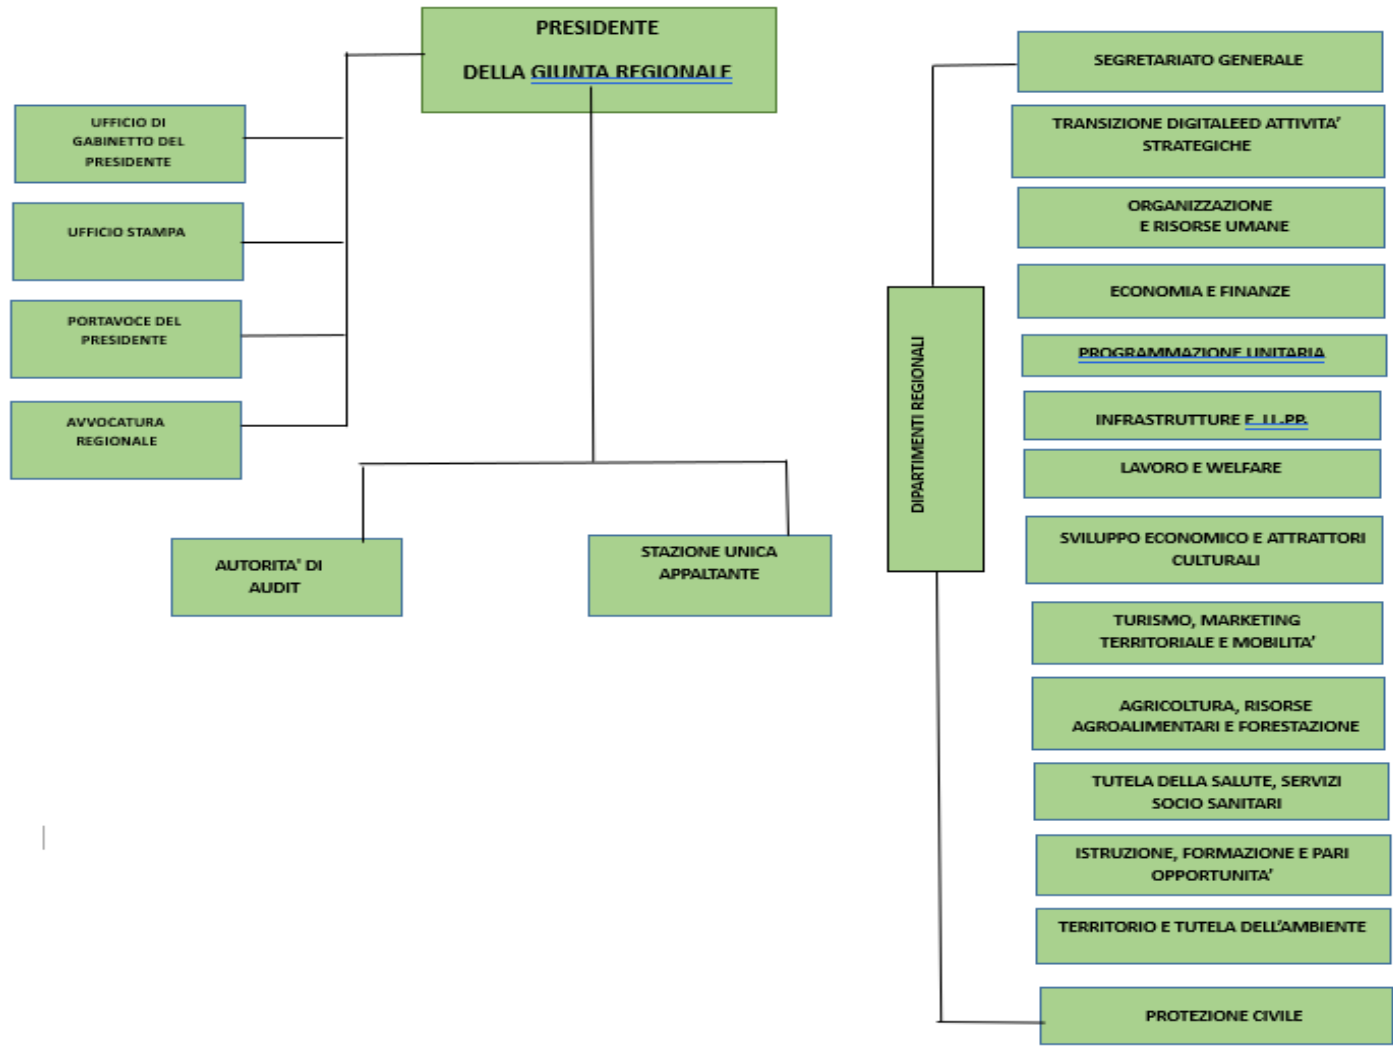 PRESIDENTE
DELLA GIUNTA REGIONALE
UFFICIO DI
GABINETTO DEL
PRESIDENTE
UFFICIO STAMPA
PORTAVOCE DEL
PRESIDENTE
AVVOCATURA
REGIONALE
AUTORITA' DI
AUDIT
STAZIONE UNICA
APPALTANTE
DIPARTIMENTI REGIONALI
SEGRETARIATO GENERALE
TRANSIZIONE DIGITALEED ATTIVITA'
STRATEGICHE
ORGANIZZAZIONE
E RISORSE UMANE
ECONOMIA E FINANZE
PROGRAMMAZIONE UNITARIA
INFRASTRUTTURE E LL.PP.
LAVORO E WELFARE
SVILUPPO ECONOMICO E ATTRATTORI
CULTURALI
TURISMO, MARKETING
TERRITORIALE E MOBILITA'
AGRICOLTURA, RISORSE
AGROALIMENTARI E FORESTAZIONE
TUTELA DELLA SALUTE, SERVIZI
SOCIO SANITARI
ISTRUZIONE, FORMAZIONE E PARI
OPPORTUNITA'
TERRITORIO E TUTELA DELL'AMBIENTE
PROTEZIONE CIVILE